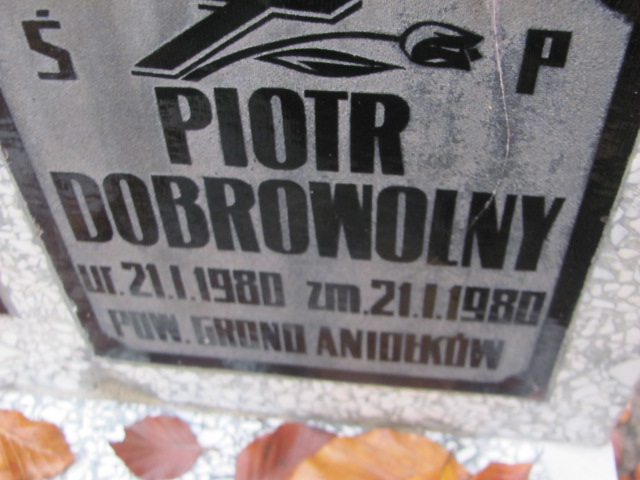 Ś P
PIOTR
DOBROWOLNY
ur. 21.I.1980 zm. 21.I.1980
POW. GRONO ANIOŁKÓW